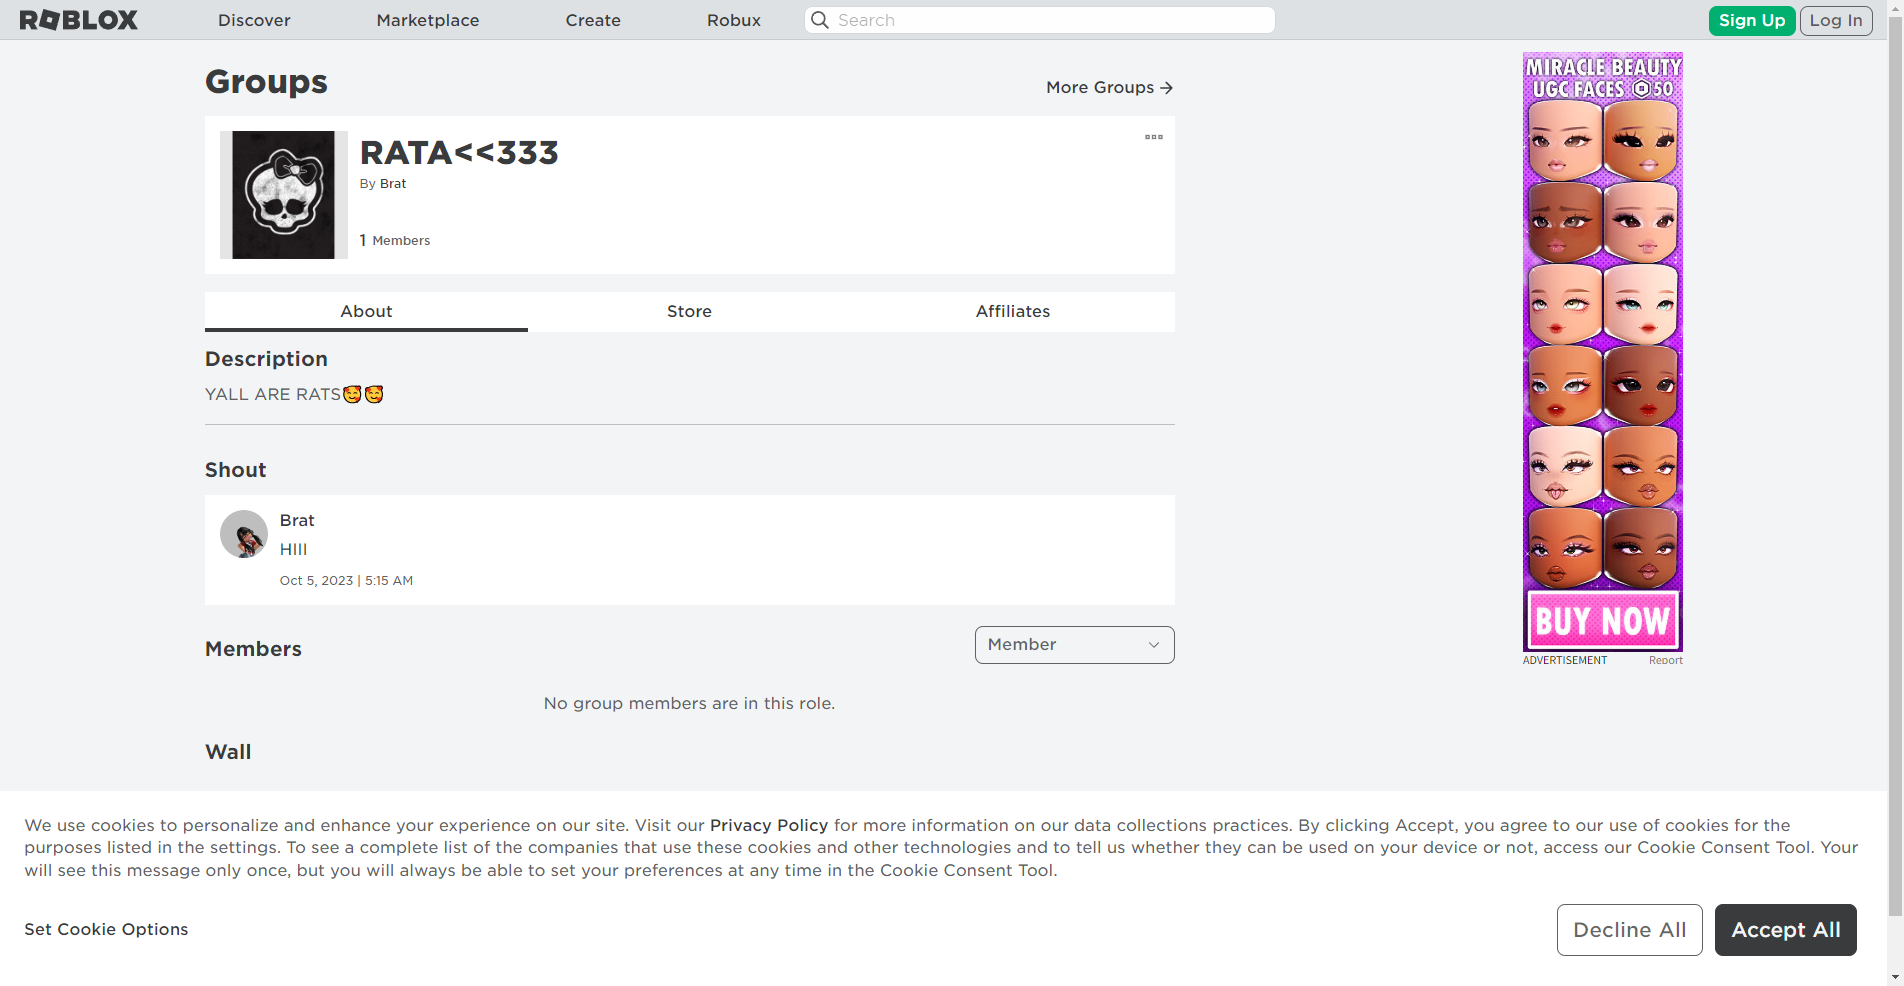 ROBLOX
Discover
Marketplace
Create
Robux
Search
Sign Up
Log In
Groups
More Groups
RATA<<333
By Brat
1 Members
About
Store
Affiliates
Description
YALL ARE RATS🥰🥰
Shout
Brat
HIII
Oct 5, 2023 | 5:15 AM
Members
Member
No group members are in this role.
Wall
MIRACLE BEAUTY
UGC FACES 50
BUY NOW
ADVERTISEMENT
Report
We use cookies to personalize and enhance your experience on our site. Visit our Privacy Policy for more information on our data collections practices. By clicking Accept, you agree to our use of cookies for the
purposes listed in the settings. To see a complete list of the companies that use these cookies and other technologies and to tell us whether they can be used on your device or not, access our Cookie Consent Tool. Your
will see this message only once, but you will always be able to set your preferences at any time in the Cookie Consent Tool.
Set Cookie Options
Decline All
Accept All